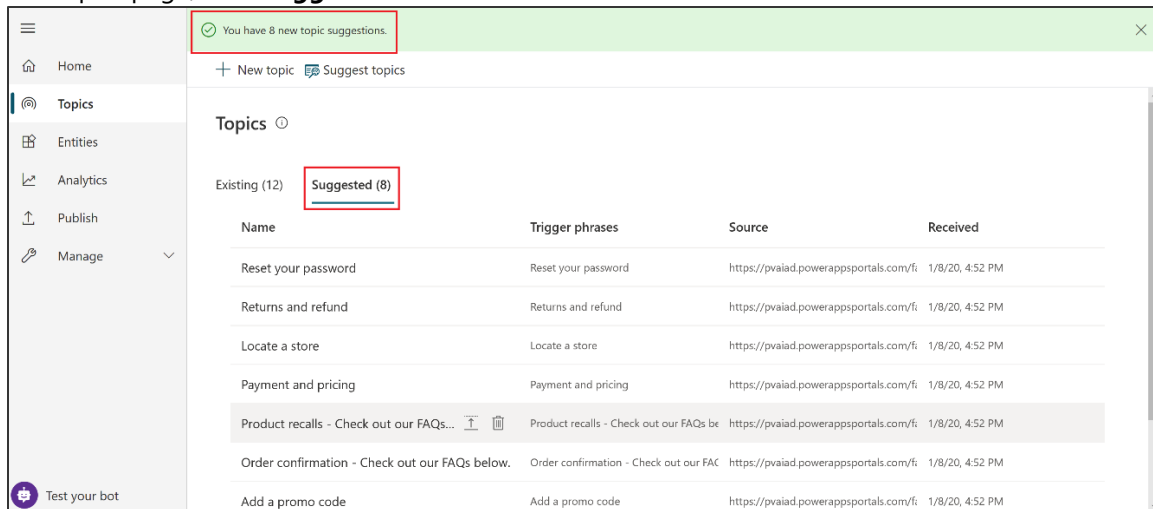 You have 8 new topic suggestions.
Home
New topic Suggest topics
Topics
Topics
Entities
Analytics
Existing (12) Suggested (8)
Publish
Name Trigger phrases Source Received
Manage
Reset your password Reset your password https://pvaiad.powerappsportals.com/fa 1/8/20, 4:52 PM
Returns and refund Returns and refund https://pvaiad.powerappsportals.com/fa 1/8/20, 4:52 PM
Locate a store Locate a store https://pvaiad.powerappsportals.com/fa 1/8/20, 4:52 PM
Payment and pricing Payment and pricing https://pvaiad.powerappsportals.com/fa 1/8/20, 4:52 PM
Product recalls - Check out our FAQs... Product recalls - Check out our FAQs be https://pvaiad.powerappsportals.com/fa 1/8/20, 4:52 PM
Order confirmation - Check out our FAQs below. Order confirmation - Check out our FAC https://pvaiad.powerappsportals.com/fa 1/8/20, 4:52 PM
Test your bot
Add a promo code Add a promo code https://pvaiad.powerappsportals.com/fa 1/8/20, 4:52 PM